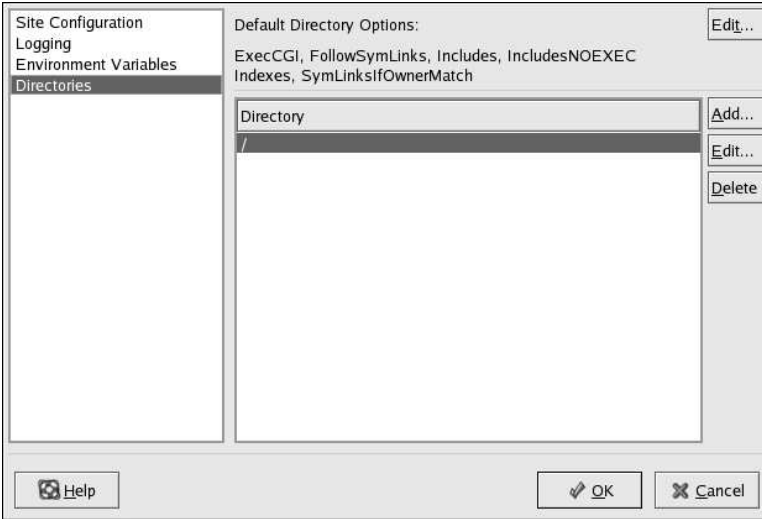 Site Configuration
Logging
Environment Variables
Directories
Default Directory Options:
Edit...
ExecCGI, FollowSymLinks, Includes, IncludesNOEXEC
Indexes, SymLinksIfOwnerMatch
Directory
/
Add...
Edit...
Delete
Help
OK
Cancel